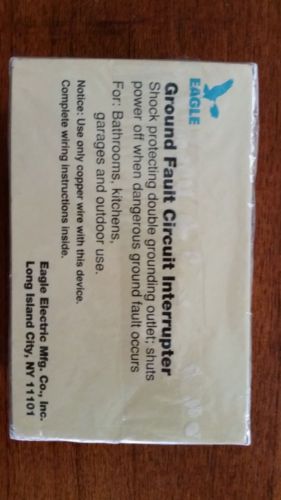 EAGLE
Ground Fault Circuit Interrupter
Shock protecting double grounding outlet; shuts
power off when dangerous ground fault occurs
For: Bathrooms, kitchens,
garages and outdoor use.
Notice: Use only copper wire with this device.
Complete wiring instructions inside.
Eagle Electric Mfg. Co., Inc.
Long Island City, NY 11101